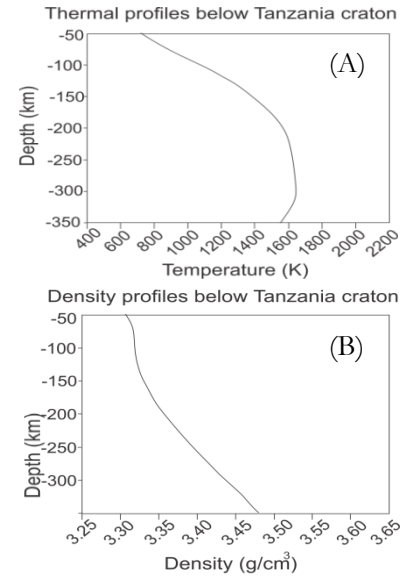 Thermal profiles below Tanzania craton
(A)
Depth (km)
-50
-100
-150
-200
-250
-300
-350
400 600 800 1000 1200 1400 1600 1800 2000 2200
Temperature (K)
Density profiles below Tanzania craton
(B)
Depth (km)
-50
-100
-150
-200
-250
-300
3.25 3.30 3.35 3.40 3.45 3.50 3.55 3.60 3.65
Density (g/cm³)